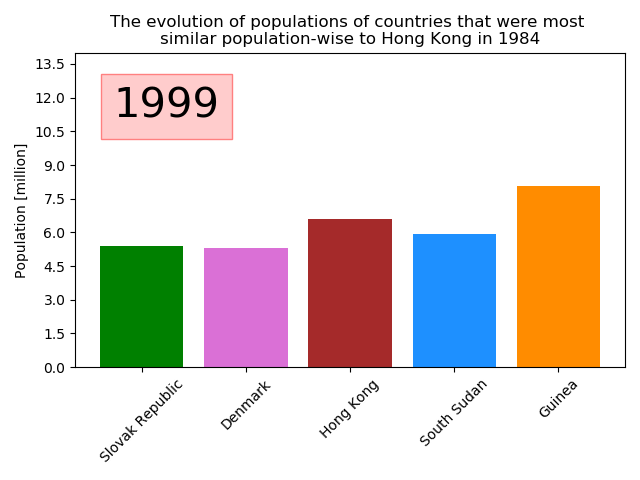 The evolution of populations of countries that were most
similar population-wise to Hong Kong in 1984
1999
Population [million]
13.5
12.0
10.5
9.0
7.5
6.0
4.5
3.0
1.5
0.0
Slovak Republic
Denmark
Hong Kong
South Sudan
Guinea